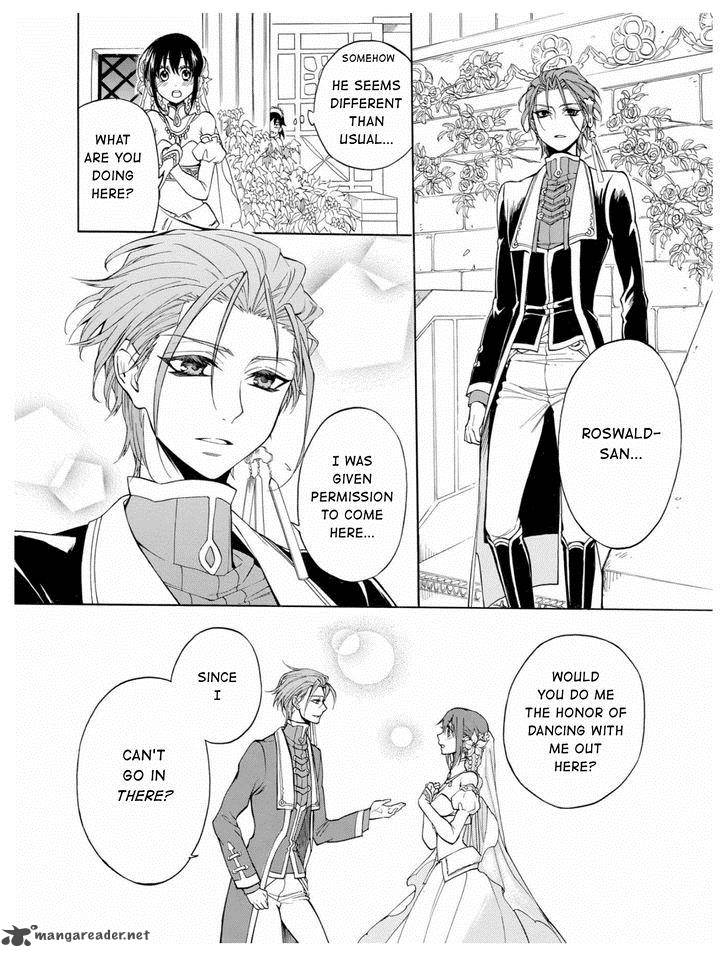 ROSWALD-
SAN...
SOMEHOW
HE SEEMS
DIFFERENT
THAN
USUAL...
WHAT
ARE YOU
DOING
HERE?
I WAS
GIVEN
PERMISSION
TO COME
HERE...
WOULD
YOU DO ME
THE HONOR OF
DANCING WITH
ME OUT
HERE?
SINCE
I
CAN'T
GO IN
THERE?
mangareader.net